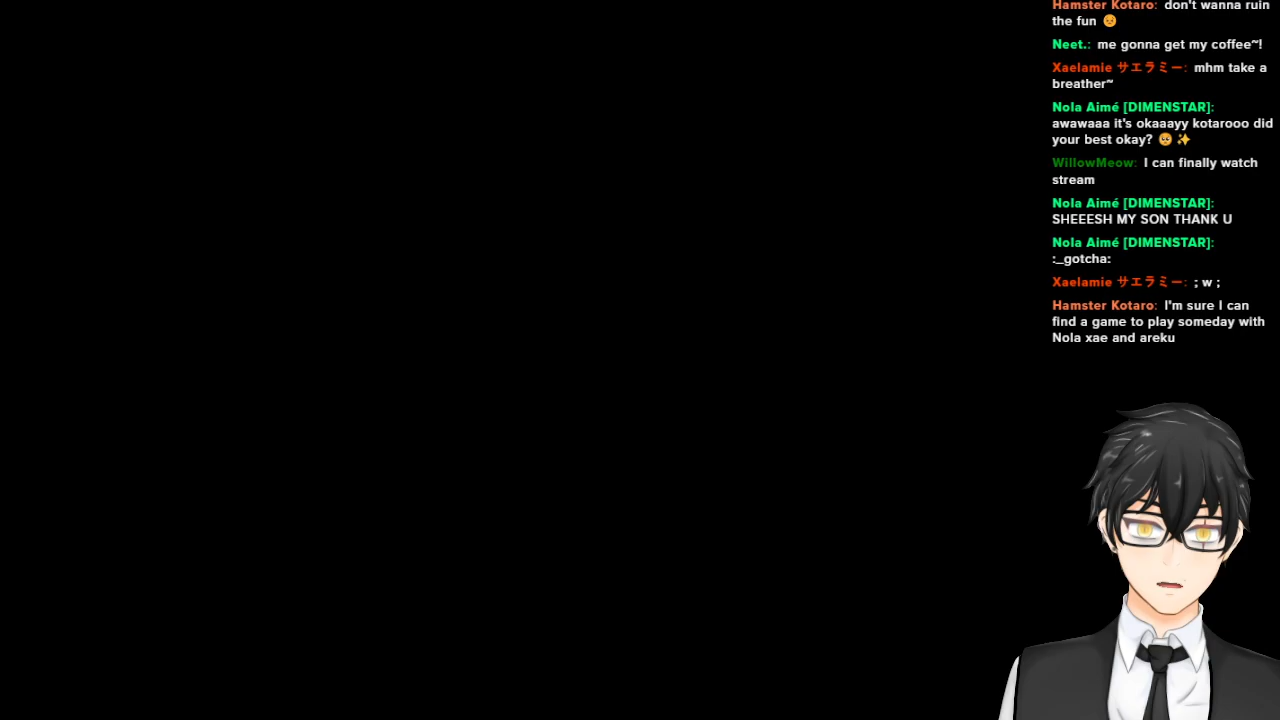 Hamster Kotaro: don't wanna ruin
the fun 😟
Neet.: me gonna get my coffee~!
Xaelamie サエラミー: mhm take a
breather~
Nola Aimé [DIMENSTAR]:
awawaaa it's okaaayy kotarooo did
your best okay? 🥺✨
WillowMeow: I can finally watch
stream
Nola Aimé [DIMENSTAR]:
SHEEESH MY SON THANK U
Nola Aimé [DIMENSTAR]:
:_gotcha:
Xaelamie サエラミー: ; w ;
Hamster Kotaro: I'm sure I can
find a game to play someday with
Nola xae and areku